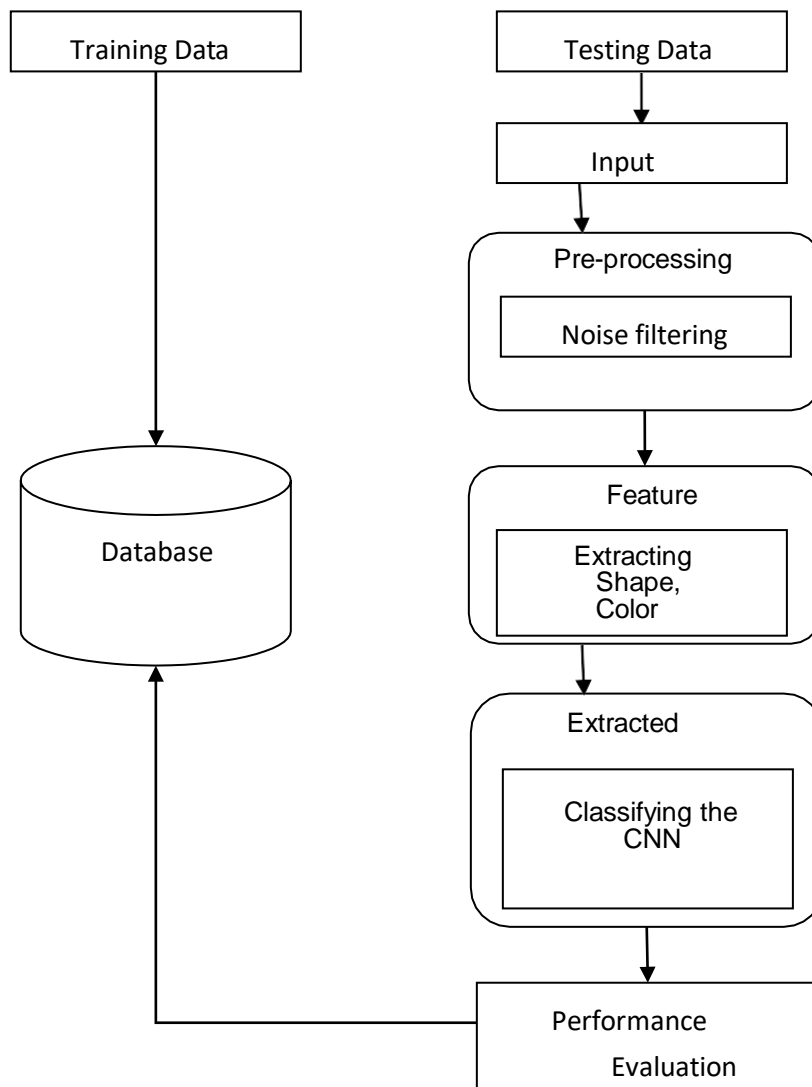 Training Data
Testing Data
Input
Pre-processing
Noise filtering
Feature
Extracting
Shape,
Color
Database
Extracted
Classifying the
CNN
Performance
Evaluation